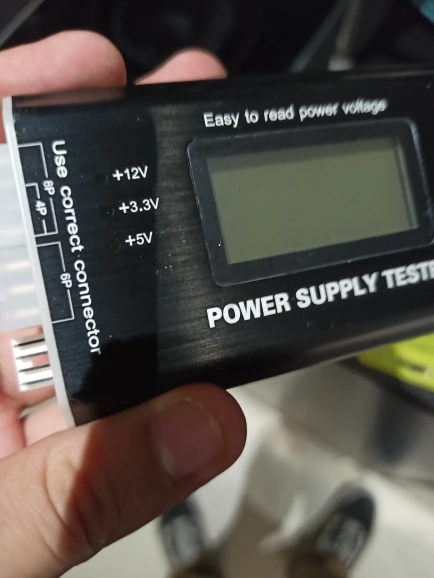 Easy to read power voltage
+12V
+3.3V
+5V
Use correct connector
8P
4P
6P
POWER SUPPLY TESTE